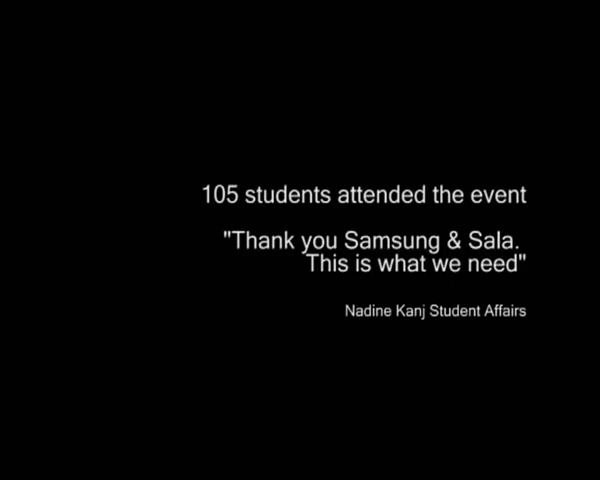 105 students attended the event
"Thank you Samsung & Sala.
This is what we need"
Nadine Kanj Student Affairs